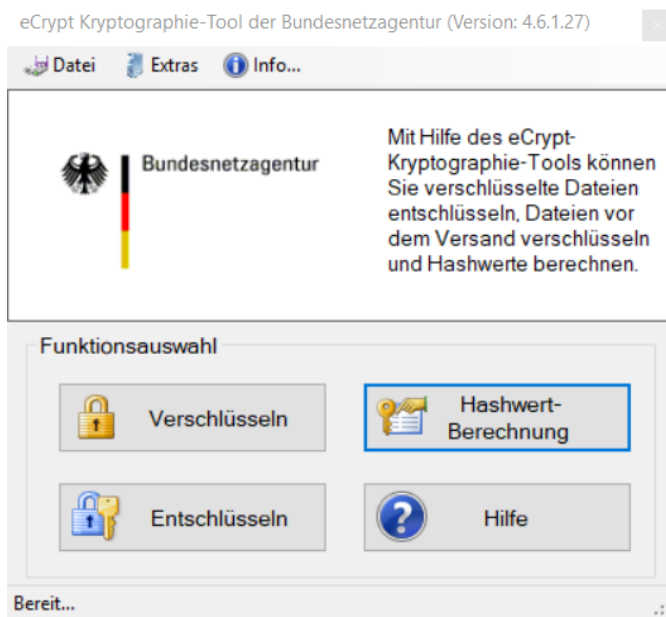 eCrypt Kryptographie-Tool der Bundesnetzagentur (Version: 4.6.1.27)
Datei Extras Info...
Bundesnetzagentur
Mit Hilfe des eCrypt-
Kryptographie-Tools können
Sie verschlüsselte Dateien
entschlüsseln, Dateien vor
dem Versand verschlüsseln
und Hashwerte berechnen.
Funktionsauswahl
Verschlüsseln
Hashwert-
Berechnung
Entschlüsseln
Hilfe
Bereit...